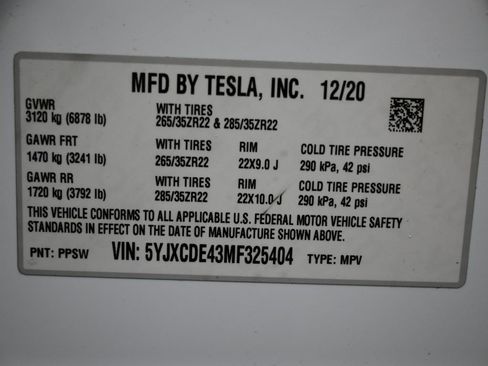 MFD BY TESLA, INC. 12/20
GVWR WITH TIRES
3120 kg (6878 lb) 265/35ZR22 & 285/35ZR22
GAWR FRT WITH TIRES RIM COLD TIRE PRESSURE
1470 kg (3241 lb) 265/35ZR22 22X9.0 J 290 kPa, 42 psi
GAWR RR WITH TIRES RIM COLD TIRE PRESSURE
1720 kg (3792 lb) 285/35ZR22 22X10.0 J 290 kPa, 42 psi
THIS VEHICLE CONFORMS TO ALL APPLICABLE U.S. FEDERAL MOTOR VEHICLE SAFETY
STANDARDS IN EFFECT ON THE DATE OF MANUFACTURE SHOWN ABOVE.
PNT: PPSW VIN: 5YJXCDE43MF325404 TYPE: MPV